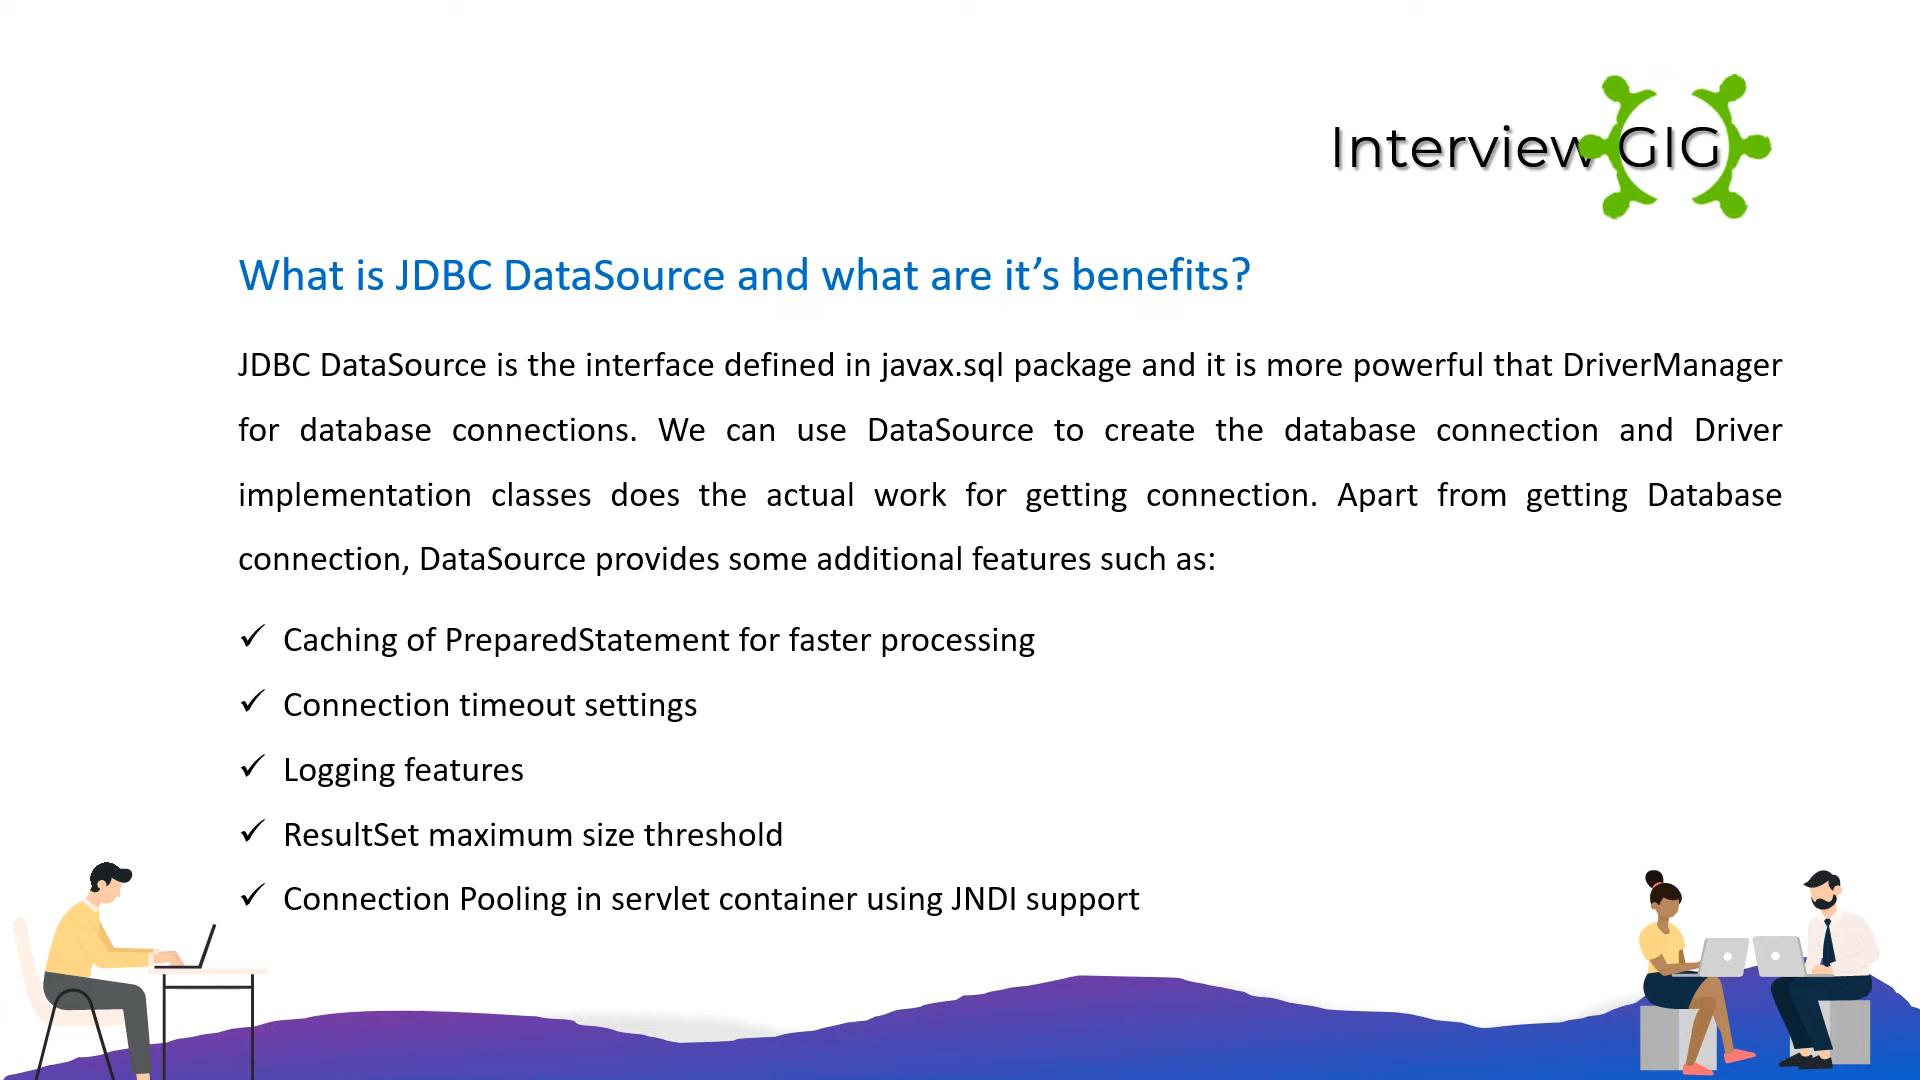 Interview GIG
What is JDBC DataSource and what are it’s benefits?
JDBC DataSource is the interface defined in javax.sql package and it is more powerful that DriverManager
for database connections. We can use DataSource to create the database connection and Driver
implementation classes does the actual work for getting connection. Apart from getting Database
connection, DataSource provides some additional features such as:
✓ Caching of PreparedStatement for faster processing
✓ Connection timeout settings
✓ Logging features
✓ ResultSet maximum size threshold
✓ Connection Pooling in servlet container using JNDI support